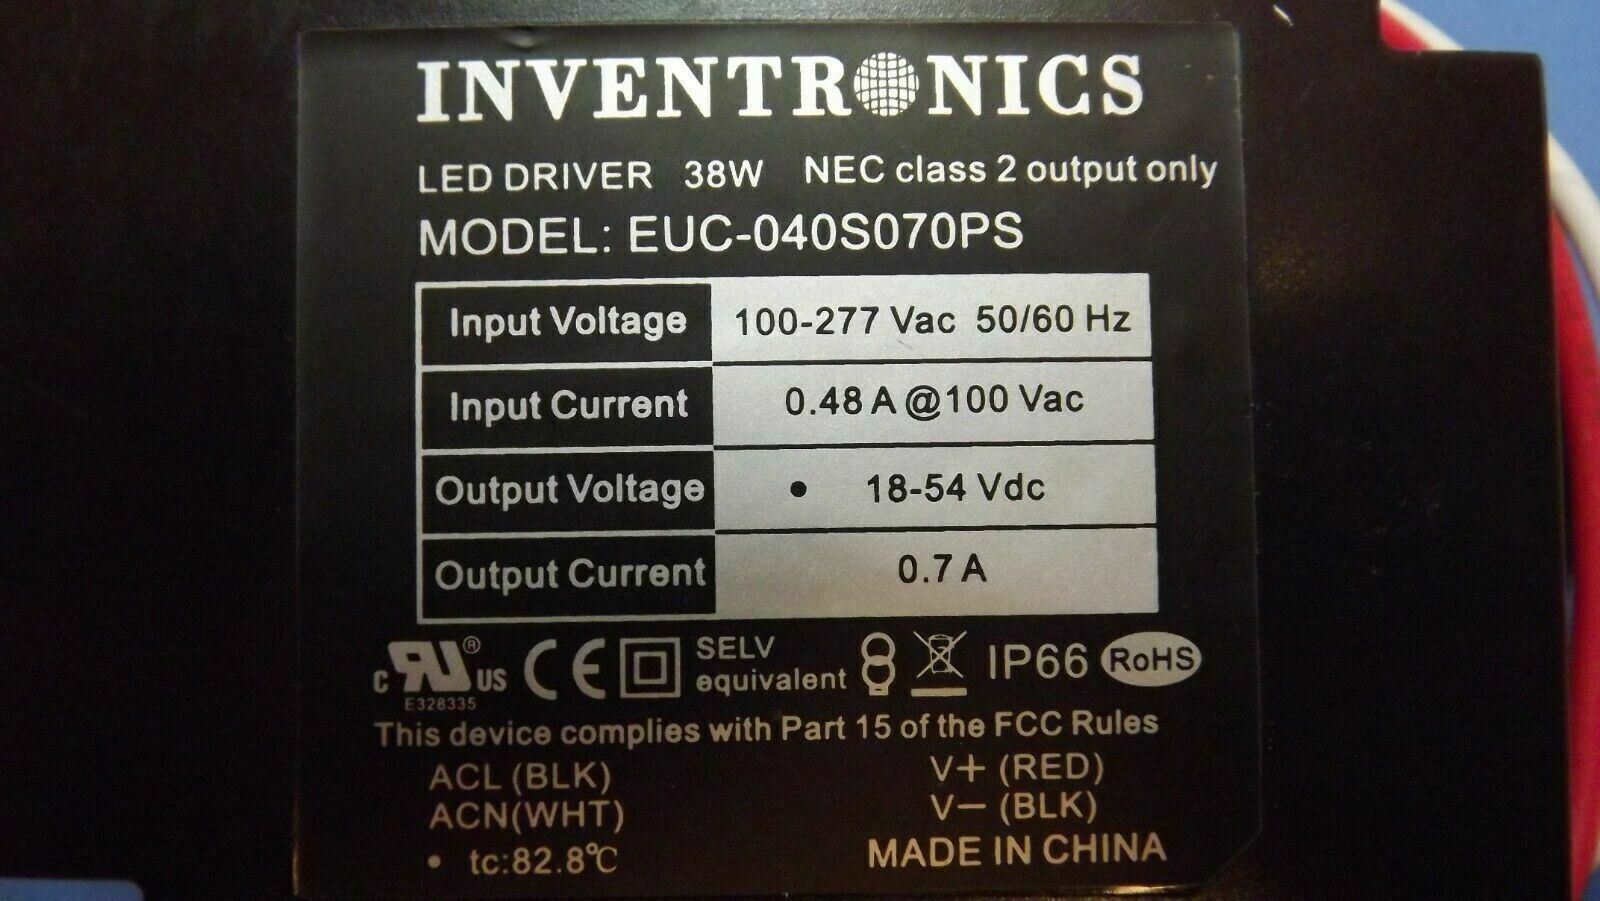 INVENTRONICS
LED DRIVER 38W NEC class 2 output only
MODEL: EUC-040S070PS
Input Voltage 100-277 Vac 50/60 Hz
Input Current 0.48 A @100 Vac
Output Voltage • 18-54 Vdc
Output Current 0.7 A
c RU ® US CE SELV equivalent IP66 RoHS
E328335
This device complies with Part 15 of the FCC Rules
ACL (BLK) V+ (RED)
ACN(WHT) V− (BLK)
• tc:82.8℃ MADE IN CHINA